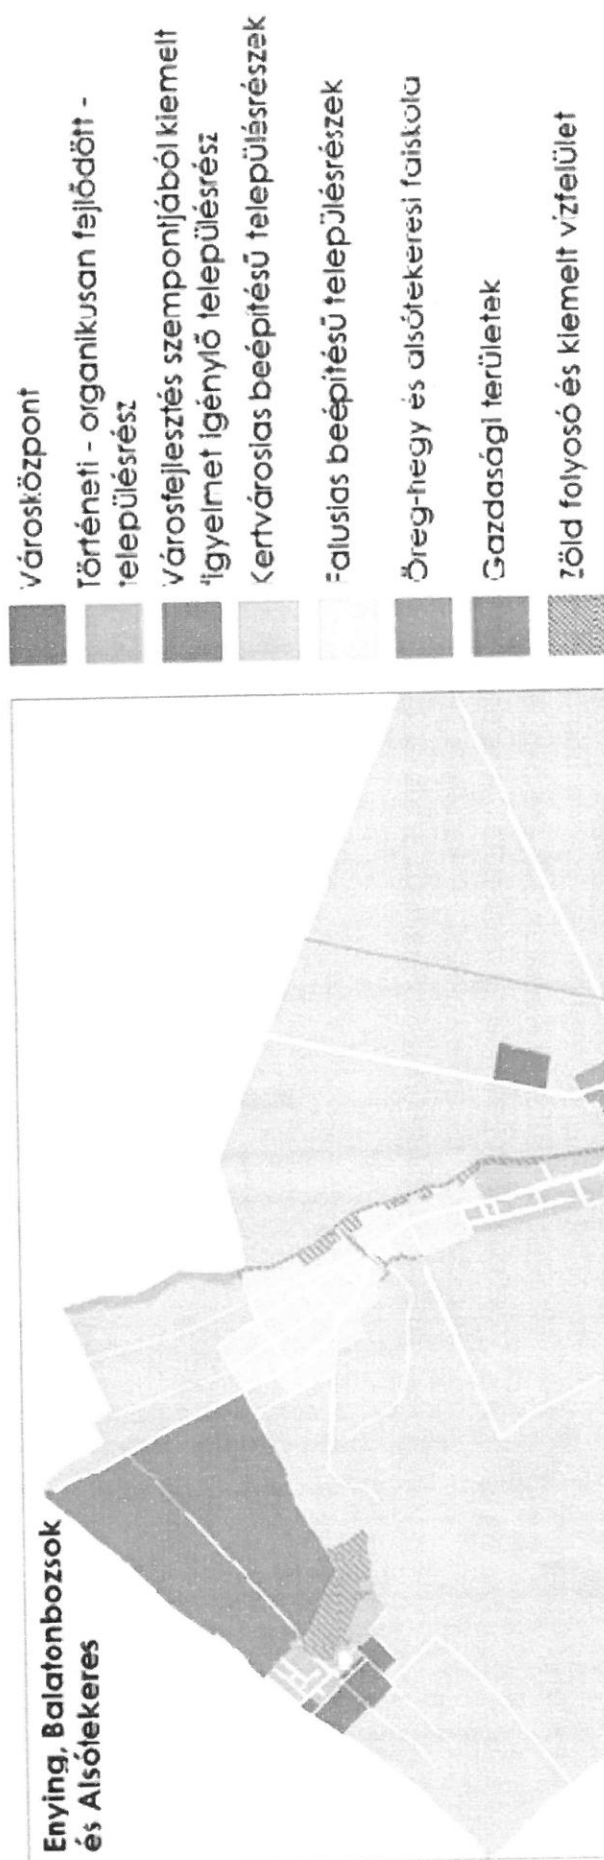 Enying, Balatonbozsok
és Alsótekeres
Városközpont
Történeti - organikusan fejlődött -
településrész
Városfejlesztés szempontjából kiemelt
figyelmet igénylő településrész
Kertvárosias beépítésű településrészek
Falusias beépítésű településrészek
Öreg-hegy és alsótekeresi faiskola
Gazdasági területek
Zöld folyosó és kiemelt vízfelület